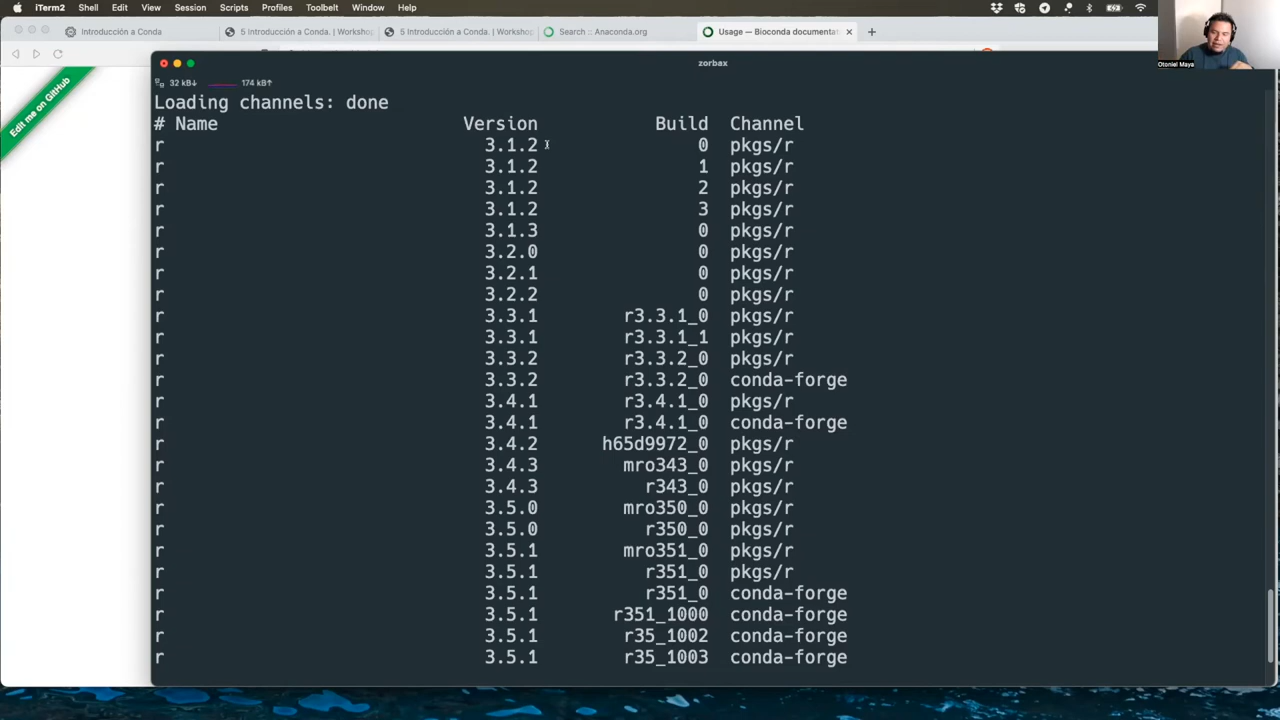 iTerm2 Shell Edit View Session Scripts Profiles Toolbelt Window Help
Introducción a Conda
5 Introducción a Conda. | Workshop
5 Introducción a Conda. | Workshop
Search :: Anaconda.org
Usage — Bioconda documentat
Otoniel Maya
Edit me on GitHub
zorbax
32 kB↓ 174 kB↑
Loading channels: done
# Name Version Build Channel
r 3.1.2 0 pkgs/r
r 3.1.2 1 pkgs/r
r 3.1.2 2 pkgs/r
r 3.1.2 3 pkgs/r
r 3.1.3 0 pkgs/r
r 3.2.0 0 pkgs/r
r 3.2.1 0 pkgs/r
r 3.2.2 0 pkgs/r
r 3.3.1 r3.3.1_0 pkgs/r
r 3.3.1 r3.3.1_1 pkgs/r
r 3.3.2 r3.3.2_0 pkgs/r
r 3.3.2 r3.3.2_0 conda-forge
r 3.4.1 r3.4.1_0 pkgs/r
r 3.4.1 r3.4.1_0 conda-forge
r 3.4.2 h65d9972_0 pkgs/r
r 3.4.3 mro343_0 pkgs/r
r 3.4.3 r343_0 pkgs/r
r 3.5.0 mro350_0 pkgs/r
r 3.5.0 r350_0 pkgs/r
r 3.5.1 mro351_0 pkgs/r
r 3.5.1 r351_0 pkgs/r
r 3.5.1 r351_0 conda-forge
r 3.5.1 r351_1000 conda-forge
r 3.5.1 r35_1002 conda-forge
r 3.5.1 r35_1003 conda-forge